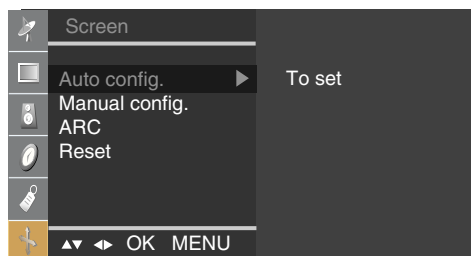 Screen
Auto config. ▶ To set
Manual config.
ARC
Reset
▲▼ ◀▶ OK MENU